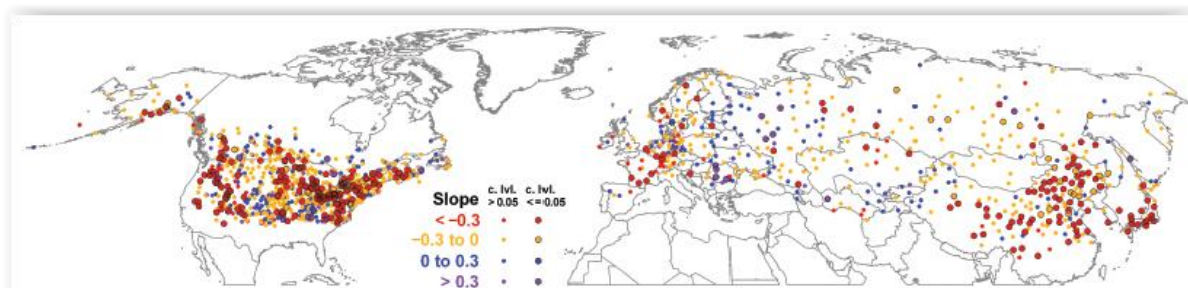 c. lvl. c. lvl.
Slope > 0.05 <= 0.05
< −0.3
−0.3 to 0
0 to 0.3
> 0.3